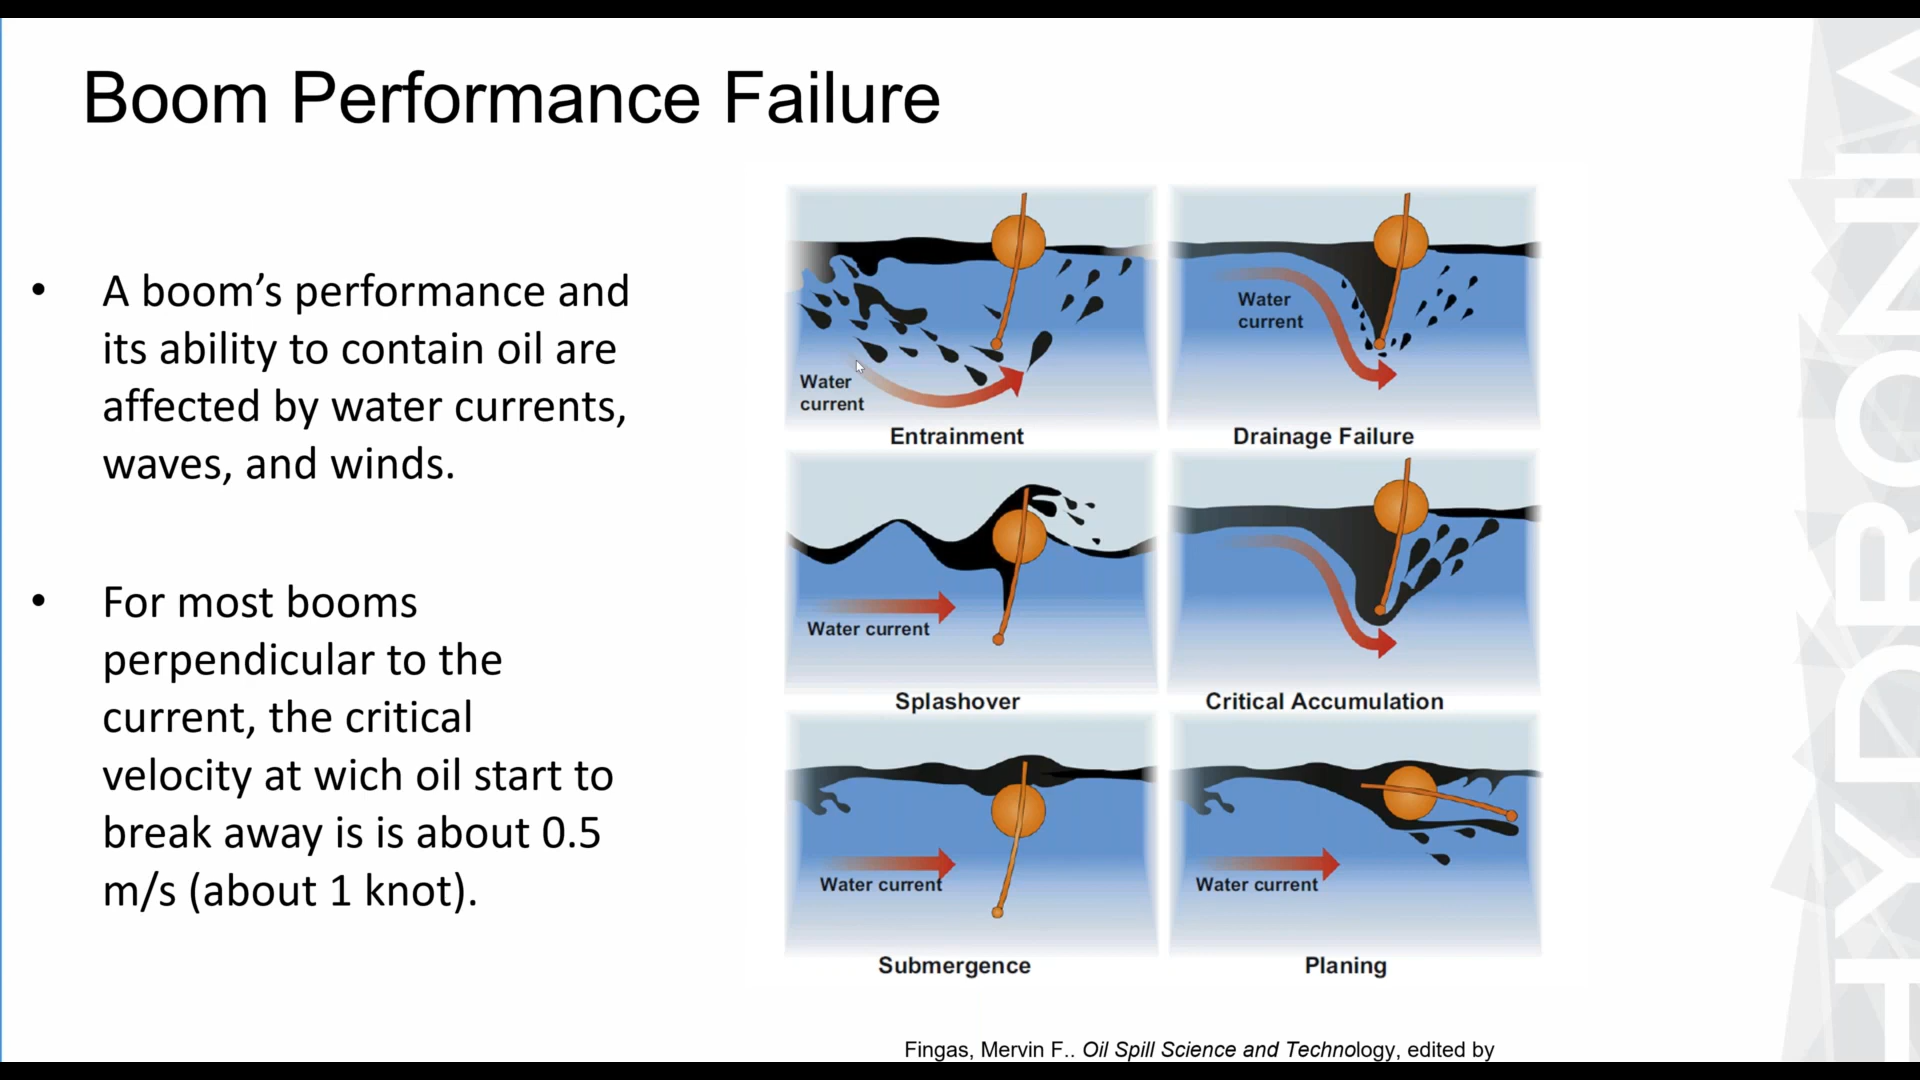 Boom Performance Failure
• A boom’s performance and
its ability to contain oil are
affected by water currents,
waves, and winds.
• For most booms
perpendicular to the
current, the critical
velocity at wich oil start to
break away is is about 0.5
m/s (about 1 knot).
Water
current
Entrainment
Water
current
Drainage Failure
Water current
Splashover
Critical Accumulation
Water current
Submergence
Water current
Planing
Fingas, Mervin F.. Oil Spill Science and Technology, edited by
HYDRONI